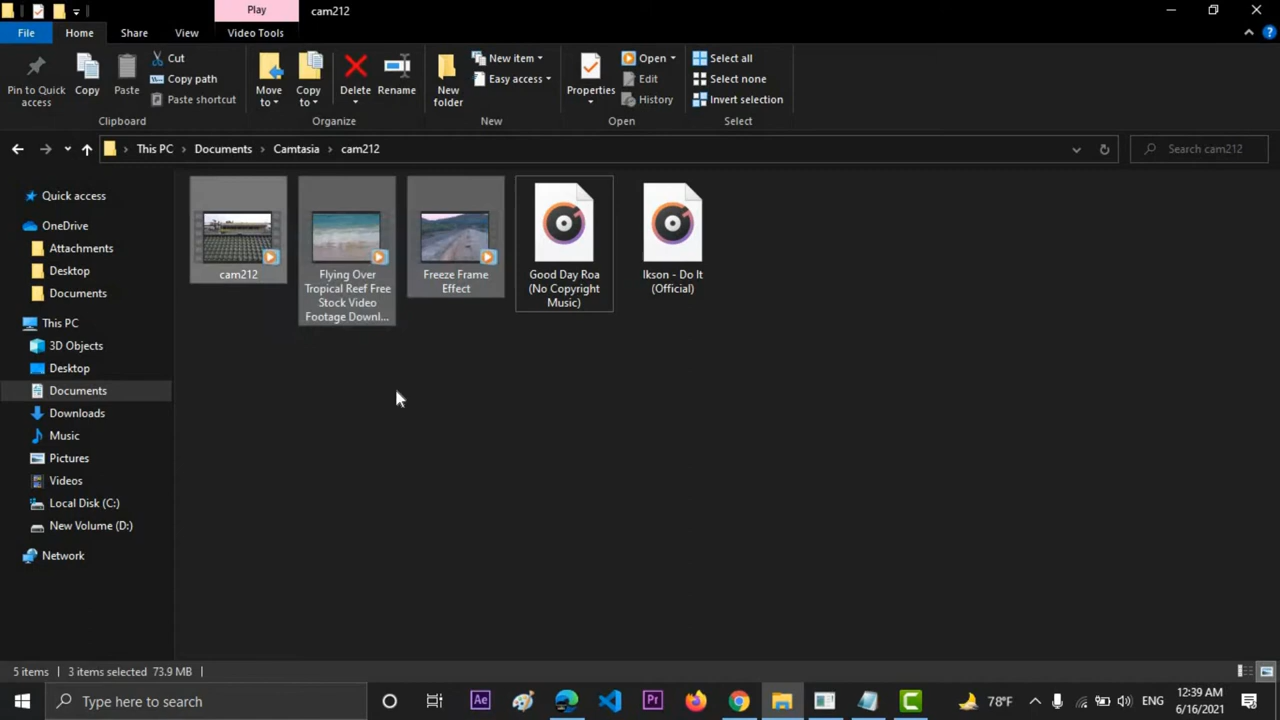 Play
cam212
File
Home
Share
View
Video Tools
Pin to Quick access
Copy
Paste
Cut
Copy path
Paste shortcut
Clipboard
Move to
Copy to
Delete
Rename
Organize
New folder
New item
Easy access
New
Properties
Open
Edit
History
Open
Select all
Select none
Invert selection
Select
This PC > Documents > Camtasia > cam212
Search cam212
Quick access
OneDrive
Attachments
Desktop
Documents
This PC
3D Objects
Desktop
Documents
Downloads
Music
Pictures
Videos
Local Disk (C:)
New Volume (D:)
Network
cam212
Flying Over
Tropical Reef Free
Stock Video
Footage Downl...
Freeze Frame
Effect
Good Day Roa
(No Copyright
Music)
Ikson - Do It
(Official)
5 items
3 items selected 73.9 MB
Type here to search
Ae
Pr
78°F
ENG
12:39 AM
6/16/2021